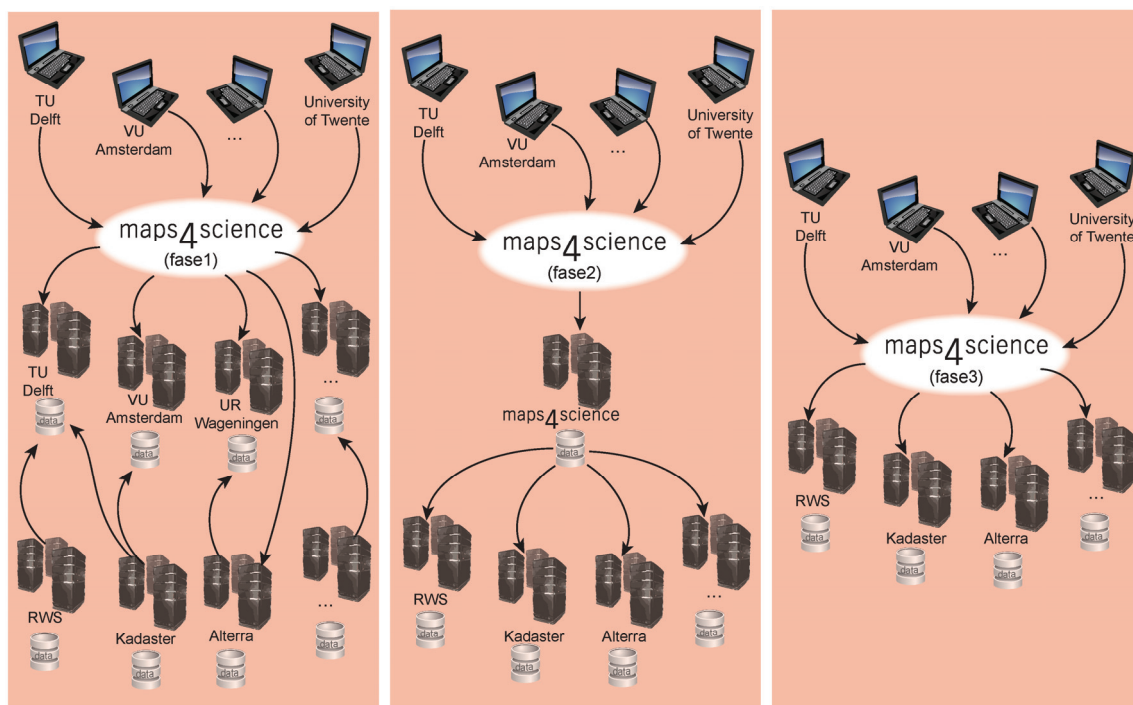 TU
Delft
VU
Amsterdam
...
University
of Twente
maps4science
(fase1)
TU
Delft
data
VU
Amsterdam
data
UR
Wageningen
data
...
data
RWS
data
Kadaster
data
Alterra
data
...
data
TU
Delft
VU
Amsterdam
...
University
of Twente
maps4science
(fase2)
maps4science
data
RWS
data
Kadaster
data
Alterra
data
...
data
TU
Delft
VU
Amsterdam
...
University
of Twente
maps4science
(fase3)
RWS
data
Kadaster
data
Alterra
data
...
data